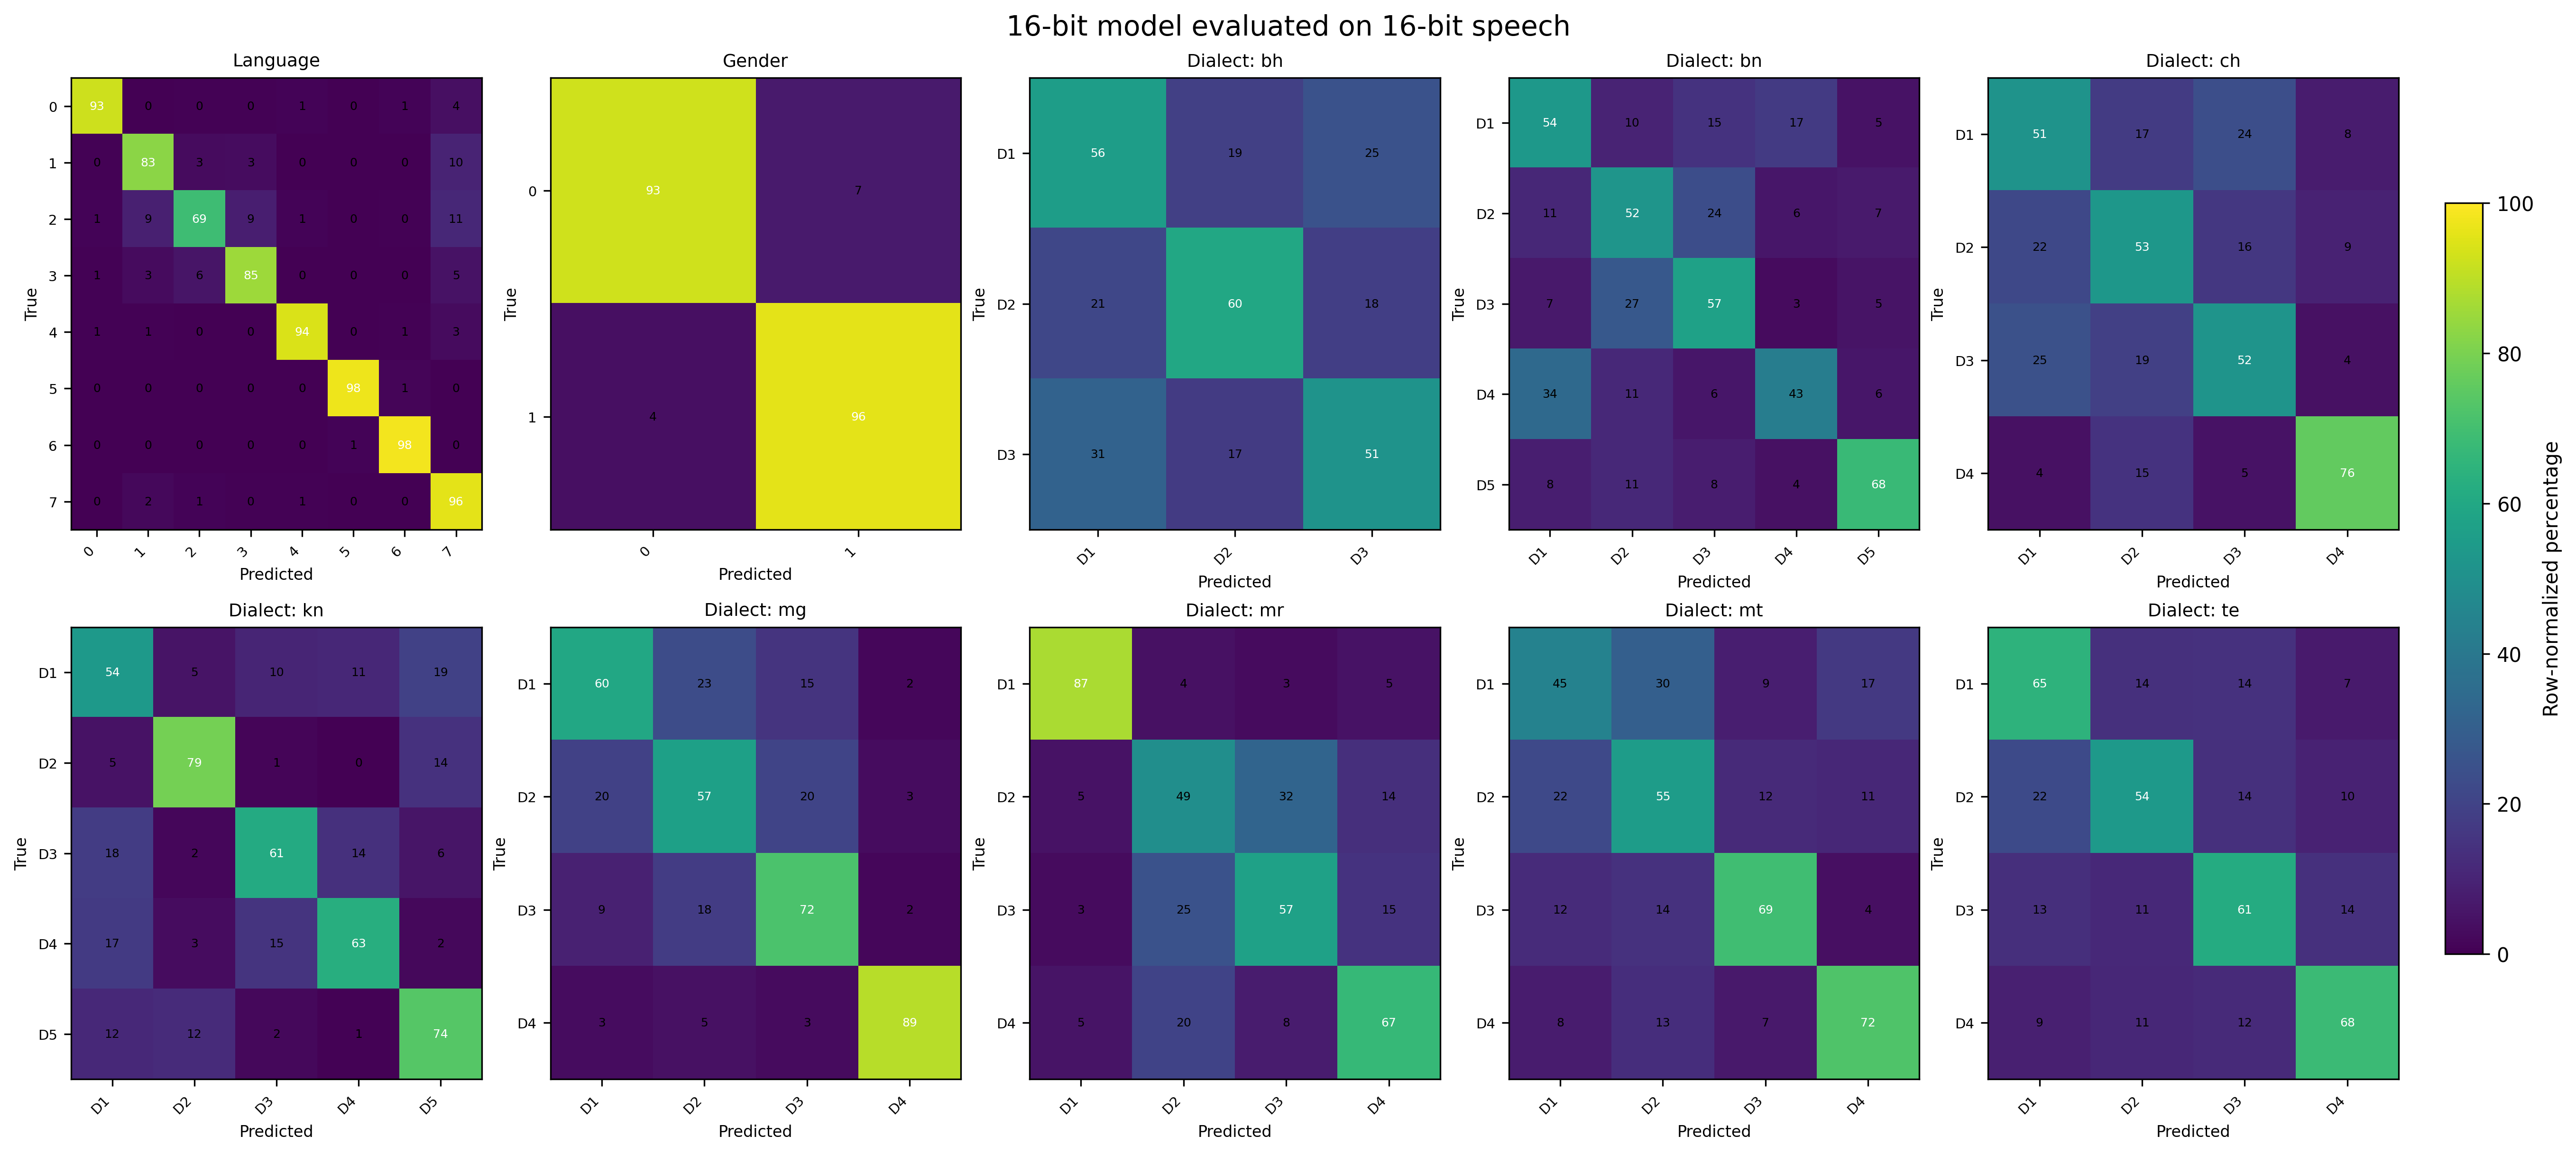 16-bit model evaluated on 16-bit speech
Language
0 93 0 0 0 1 0 1 4
1 0 83 3 3 0 0 0 10
2 1 9 69 9 1 0 0 11
3 1 3 6 85 0 0 0 5
4 1 1 0 0 94 0 1 3
5 0 0 0 0 0 98 1 0
6 0 0 0 0 0 1 98 0
7 0 2 1 0 1 0 0 96
0 1 2 3 4 5 6 7
True
Predicted
Gender
0 93 7
1 4 96
0 1
True
Predicted
Dialect: bh
D1 56 19 25
D2 21 60 18
D3 31 17 51
D1 D2 D3
True
Predicted
Dialect: bn
D1 54 10 15 17 5
D2 11 52 24 6 7
D3 7 27 57 3 5
D4 34 11 6 43 6
D5 8 11 8 4 68
D1 D2 D3 D4 D5
True
Predicted
Dialect: ch
D1 51 17 24 8
D2 22 53 16 9
D3 25 19 52 4
D4 4 15 5 76
D1 D2 D3 D4
True
Predicted
Dialect: kn
D1 54 5 10 11 19
D2 5 79 1 0 14
D3 18 2 61 14 6
D4 17 3 15 63 2
D5 12 12 2 1 74
D1 D2 D3 D4 D5
True
Predicted
Dialect: mg
D1 60 23 15 2
D2 20 57 20 3
D3 9 18 72 2
D4 3 5 3 89
D1 D2 D3 D4
True
Predicted
Dialect: mr
D1 87 4 3 5
D2 5 49 32 14
D3 3 25 57 15
D4 5 20 8 67
D1 D2 D3 D4
True
Predicted
Dialect: mt
D1 45 30 9 17
D2 22 55 12 11
D3 12 14 69 4
D4 8 13 7 72
D1 D2 D3 D4
True
Predicted
Dialect: te
D1 65 14 14 7
D2 22 54 14 10
D3 13 11 61 14
D4 9 11 12 68
D1 D2 D3 D4
True
Predicted
100
80
60
40
20
0
Row-normalized percentage